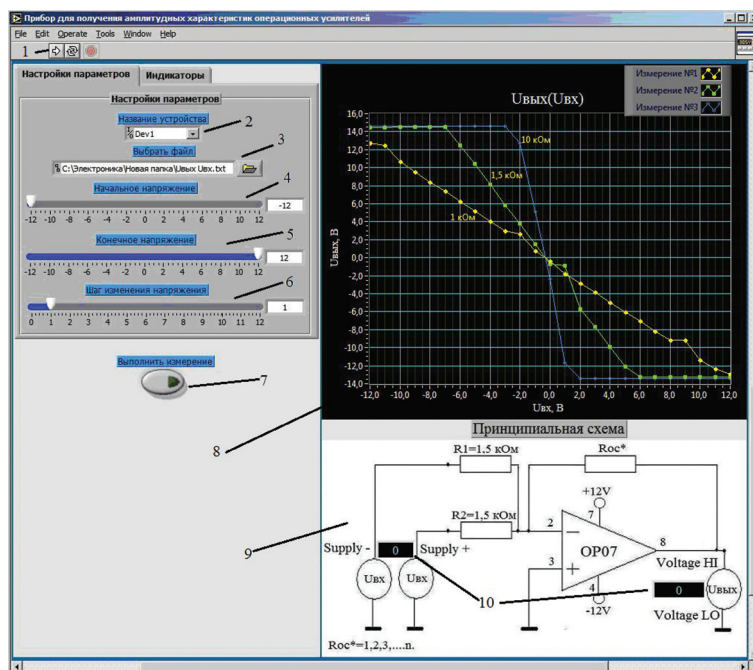 Прибор для получения амплитудных характеристик операционных усилителей
File Edit Operate Tools Window Help
1
Настройки параметров Индикаторы
Настройки параметров
Название устройства
Dev1
2
Выбрать файл
3
C:\Электроника\Новая папка\Uвых Uвх.txt
Начальное напряжение
4
-12
-12 -10 -8 -6 -4 -2 0 2 4 6 8 10 12
Конечное напряжение
5
12
-12 -10 -8 -6 -4 -2 0 2 4 6 8 10 12
Шаг изменения напряжения
6
1
0 1 2 3 4 5 6 7 8 9 10 11 12
Выполнить измерение
7
8
9
Измерение №1
Измерение №2
Измерение №3
Uвых(Uвх)
16,0
14,0
12,0
10,0
8,0
6,0
4,0
2,0
0,0
-2,0
-4,0
-6,0
-8,0
-10,0
-12,0
-14,0
Uвых, В
10 кОм
1,5 кОм
1 кОм
-12,0 -10,0 -8,0 -6,0 -4,0 -2,0 0,0 2,0 4,0 6,0 8,0 10,0 12,0
Uвх, В
Принципиальная схема
R1=1,5 кОм
Rос*
R2=1,5 кОм
+12V
7
2
OP07
8
3
4
-12V
Supply -
0
Supply +
Uвх
Uвх
10
Voltage HI
0
Uвых
Voltage LO
Rос*=1,2,3,....n.